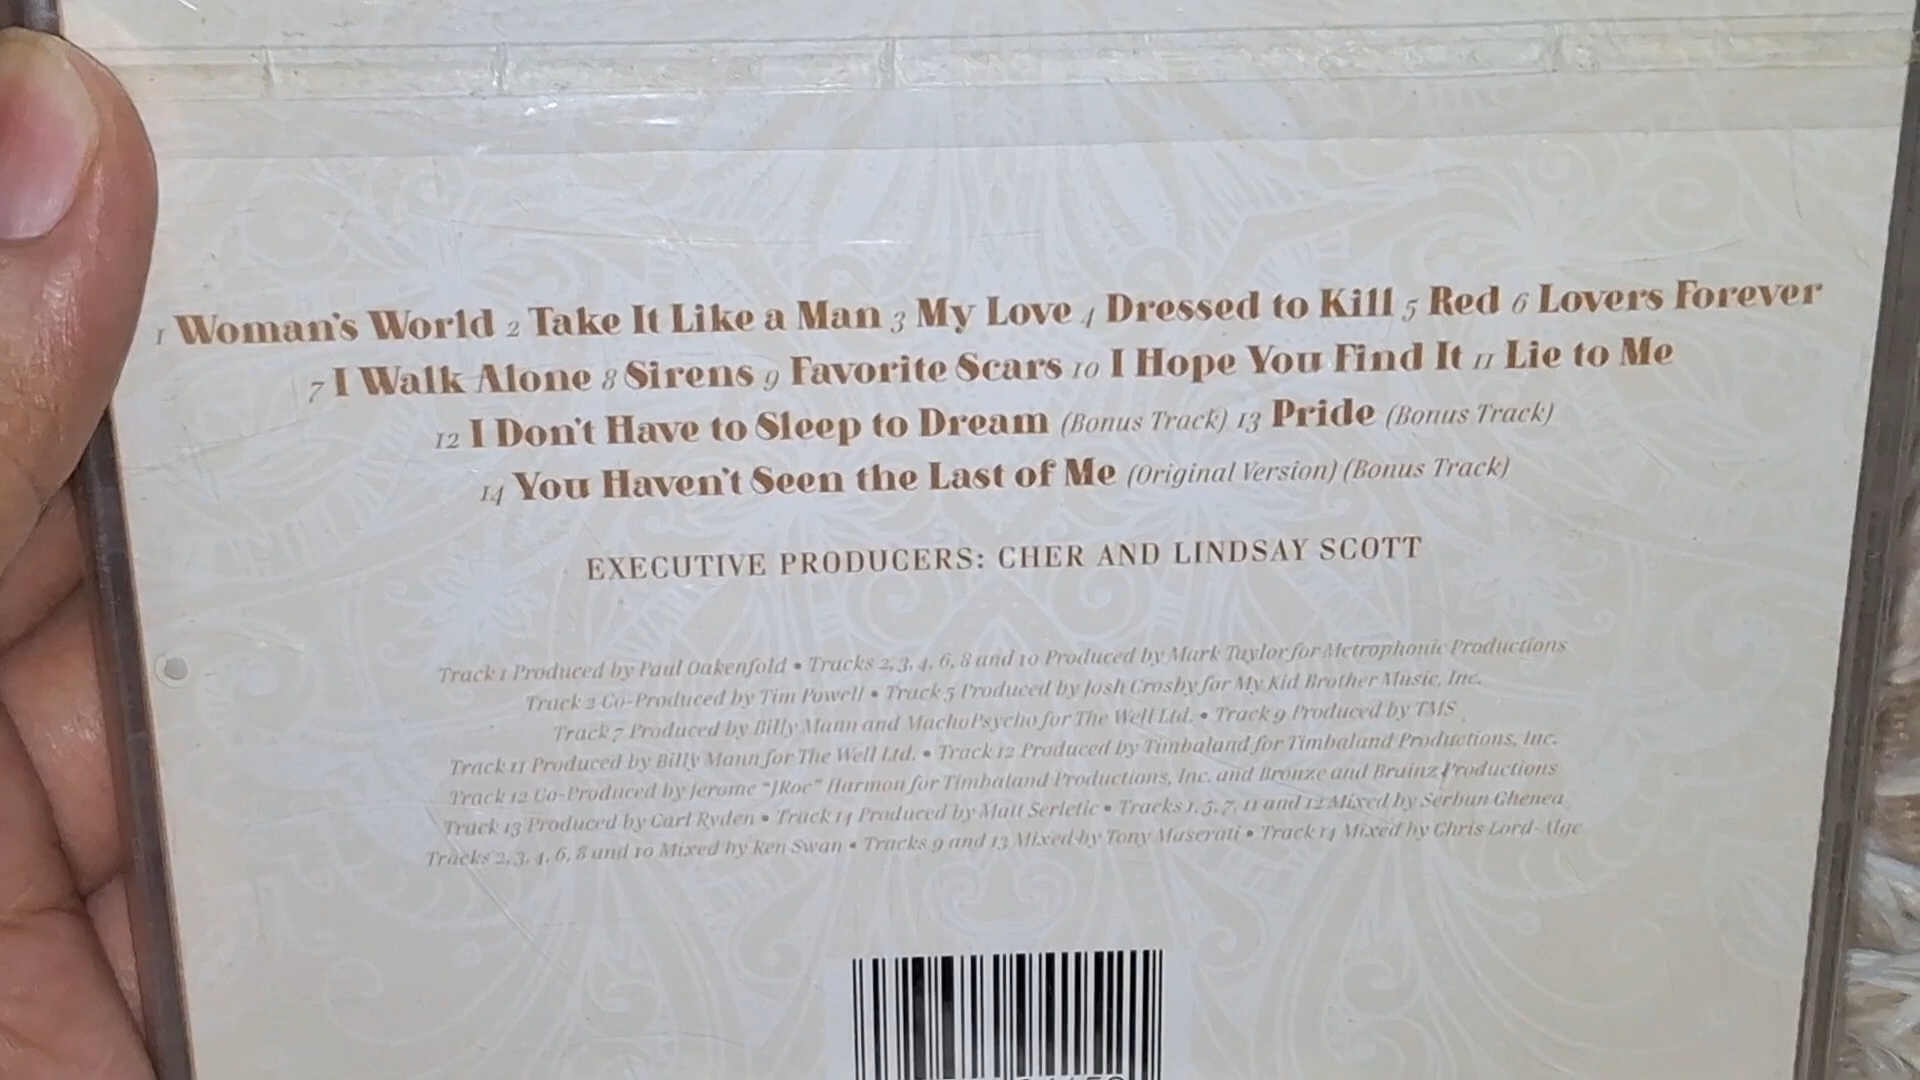 1 Woman's World 2 Take It Like a Man 3 My Love 4 Dressed to Kill 5 Red 6 Lovers Forever
7 I Walk Alone 8 Sirens 9 Favorite Scars 10 I Hope You Find It 11 Lie to Me
12 I Don't Have to Sleep to Dream (Bonus Track) 13 Pride (Bonus Track)
14 You Haven't Seen the Last of Me (Original Version) (Bonus Track)
EXECUTIVE PRODUCERS: CHER AND LINDSAY SCOTT
Track 1 Produced by Paul Oakenfold • Tracks 2, 3, 4, 6, 8 and 10 Produced by Mark Taylor for Metrophonic Productions
Track 2 Co-Produced by Tim Powell • Track 5 Produced by Josh Crosby for My Kid Brother Music, Inc.
Track 7 Produced by Billy Mann and MachoPsycho for The Well Ltd. • Track 9 Produced by TMS
Track 11 Produced by Billy Mann for The Well Ltd. • Track 12 Produced by Timbaland for Timbaland Productions, Inc.
Track 12 Co-Produced by Jerome "JRoc" Harmon for Timbaland Productions, Inc. and Bronze and Brainz Productions
Track 13 Produced by Carl Ryden • Track 14 Produced by Matt Serletic • Tracks 1, 5, 7, 11 and 12 Mixed by Serban Ghenea
Tracks 2, 3, 4, 6, 8 and 10 Mixed by Ren Swan • Tracks 9 and 13 Mixed by Tony Maserati • Track 14 Mixed by Chris Lord-Alge